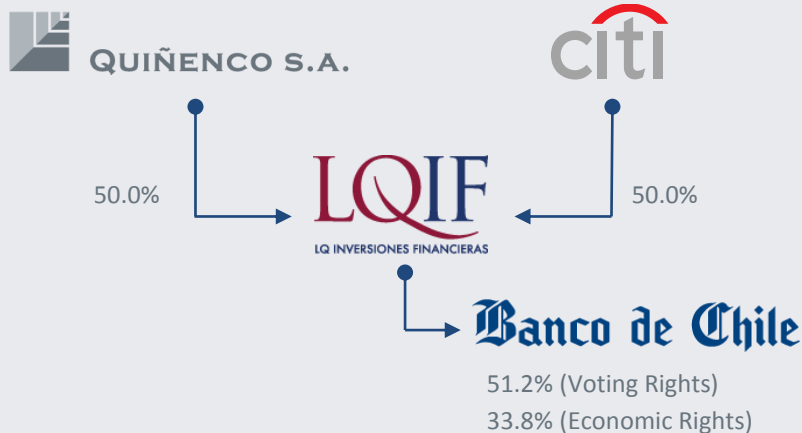 QUIÑENCO S.A.
citi
50.0%
50.0%
LQIF
LQ INVERSIONES FINANCIERAS
Banco de Chile
51.2% (Voting Rights)
33.8% (Economic Rights)